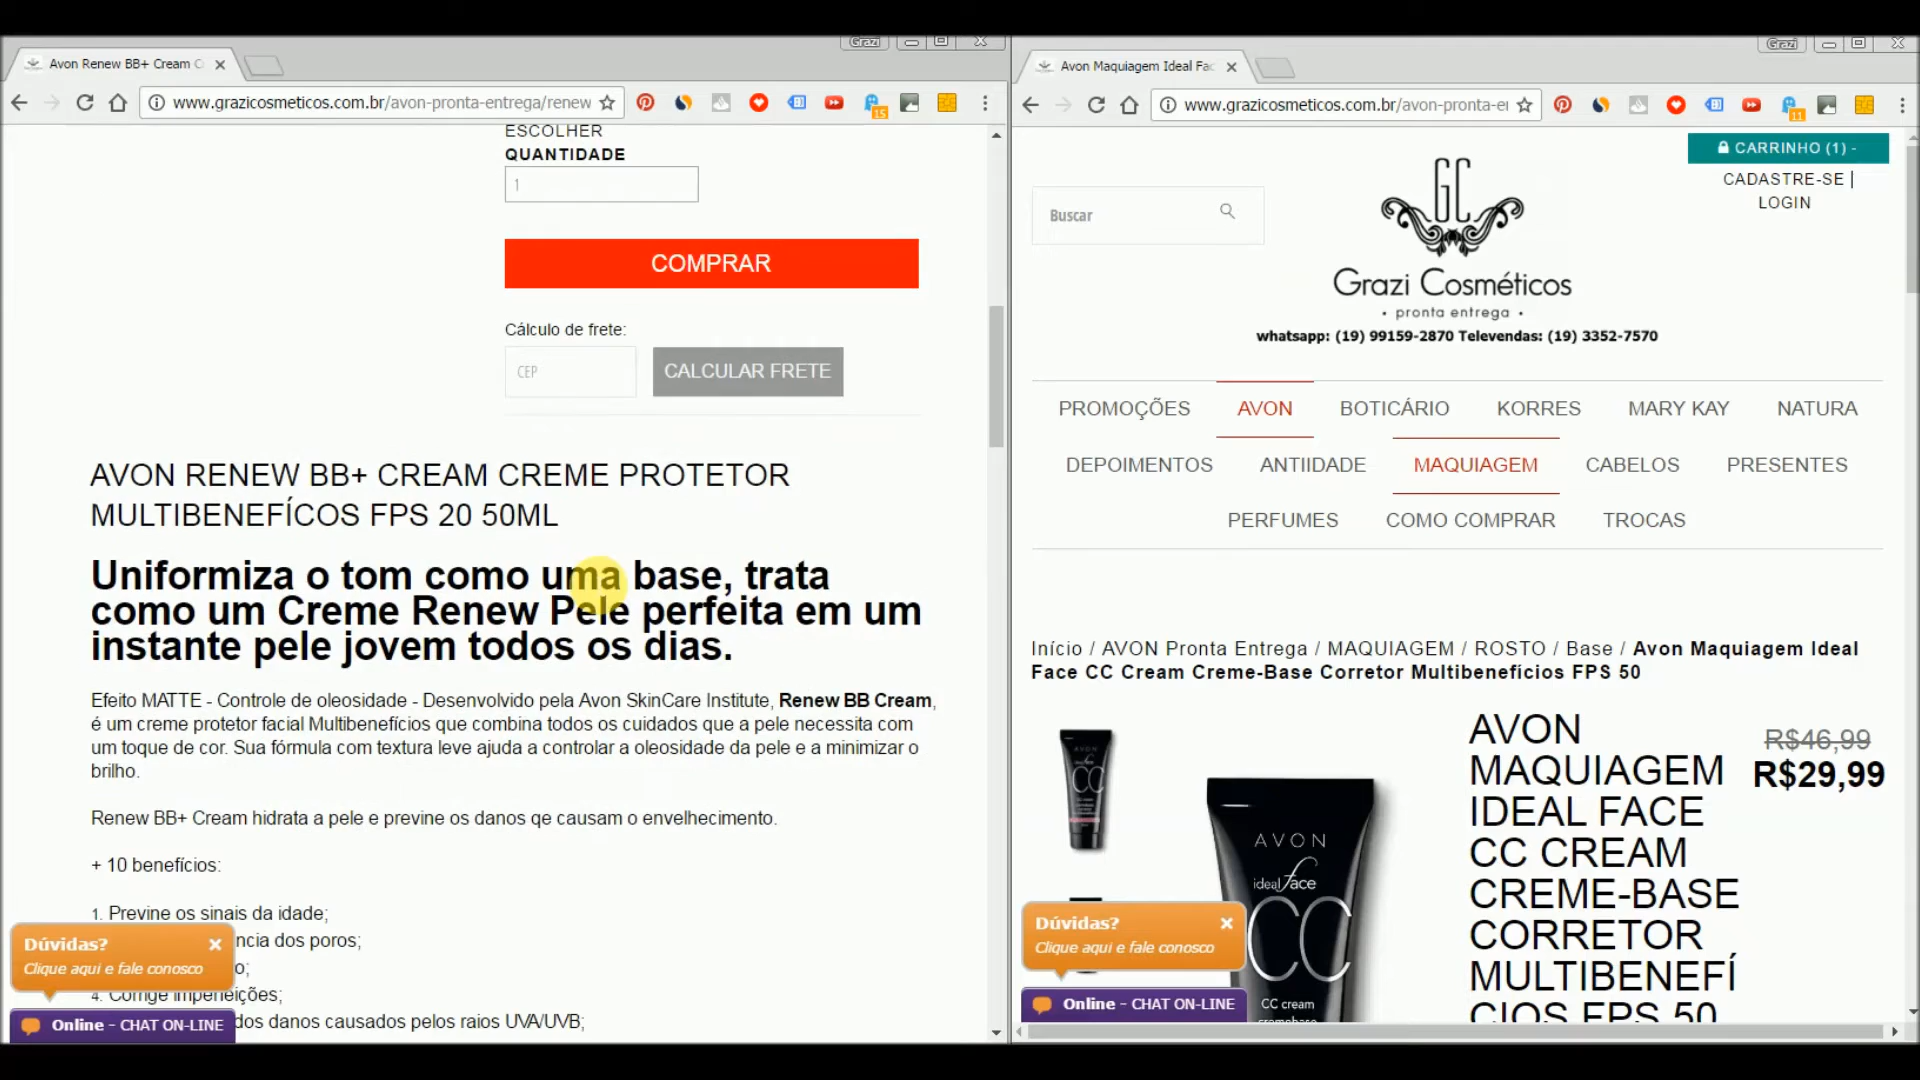 Grazi
Avon Renew BB+ Cream C
www.grazicosmeticos.com.br/avon-pronta-entrega/renew
15
ESCOLHER
QUANTIDADE
1
COMPRAR
Cálculo de frete:
CEP
CALCULAR FRETE
AVON RENEW BB+ CREAM CREME PROTETOR
MULTIBENEFÍCOS FPS 20 50ML
Uniformiza o tom como uma base, trata
como um Creme Renew Pele perfeita em um
instante pele jovem todos os dias.
Efeito MATTE - Controle de oleosidade - Desenvolvido pela Avon SkinCare Institute, Renew BB Cream,
é um creme protetor facial Multibenefícios que combina todos os cuidados que a pele necessita com
um toque de cor. Sua fórmula com textura leve ajuda a controlar a oleosidade da pele e a minimizar o
brilho.
Renew BB+ Cream hidrata a pele e previne os danos qe causam o envelhecimento.
+ 10 benefícios:
1. Previne os sinais da idade;
ncia dos poros;
o;
4. Corrige imperfeições;
dos danos causados pelos raios UVA/UVB;
Dúvidas?
Clique aqui e fale conosco
Online - CHAT ON-LINE
Grazi
Avon Maquiagem Ideal Fac
www.grazicosmeticos.com.br/avon-pronta-e
11
CARRINHO (1) -
CADASTRE-SE |
LOGIN
Buscar
GC
Grazi Cosméticos
• pronta entrega •
whatsapp: (19) 99159-2870 Televendas: (19) 3352-7570
PROMOÇÕES AVON BOTICÁRIO KORRES MARY KAY NATURA
DEPOIMENTOS ANTIIDADE MAQUIAGEM CABELOS PRESENTES
PERFUMES COMO COMPRAR TROCAS
Início / AVON Pronta Entrega / MAQUIAGEM / ROSTO / Base / Avon Maquiagem Ideal
Face CC Cream Creme-Base Corretor Multibenefícios FPS 50
AVON
MAQUIAGEM
IDEAL FACE
CC CREAM
CREME-BASE
CORRETOR
MULTIBENEFÍ
CIOS FPS 50
R$46,99
R$29,99
CC
AVON
ideal face
CC
CC cream
Dúvidas?
Clique aqui e fale conosco
Online - CHAT ON-LINE